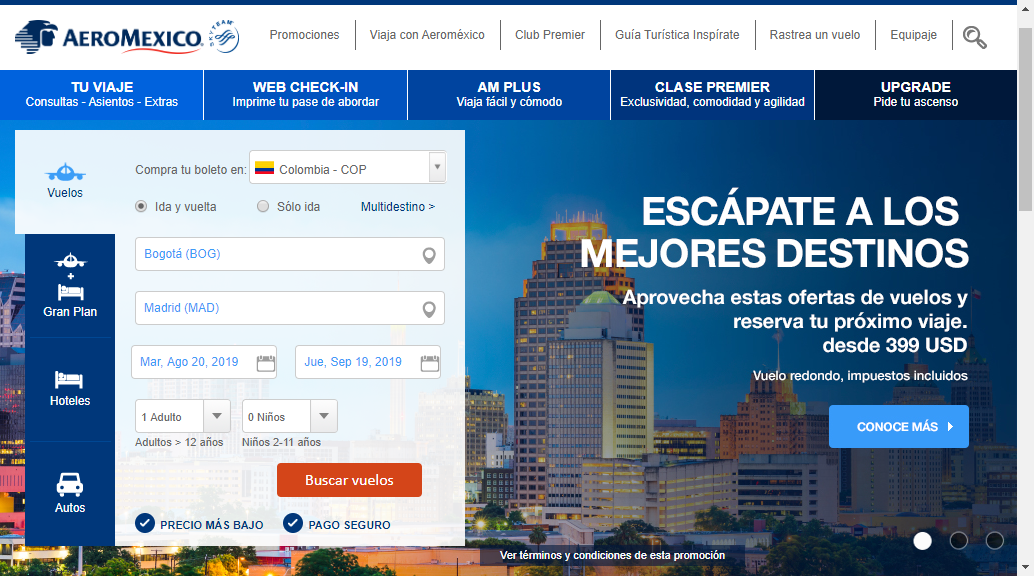 AEROMEXICO.
SKYTEAM
Promociones
Viaja con Aeroméxico
Club Premier
Guía Turística Inspírate
Rastrea un vuelo
Equipaje
TU VIAJE
Consultas - Asientos - Extras
WEB CHECK-IN
Imprime tu pase de abordar
AM PLUS
Viaja fácil y cómodo
CLASE PREMIER
Exclusividad, comodidad y agilidad
UPGRADE
Pide tu ascenso
Vuelos
+
Gran Plan
Hoteles
Autos
Compra tu boleto en:
Colombia - COP
Ida y vuelta
Sólo ida
Multidestino >
Bogotá (BOG)
Madrid (MAD)
Mar, Ago 20, 2019
Jue, Sep 19, 2019
1 Adulto
0 Niños
Adultos > 12 años
Niños 2-11 años
Buscar vuelos
PRECIO MÁS BAJO
PAGO SEGURO
ESCÁPATE A LOS
MEJORES DESTINOS
Aprovecha estas ofertas de vuelos y
reserva tu próximo viaje.
desde 399 USD
Vuelo redondo, impuestos incluidos
CONOCE MÁS
Ver términos y condiciones de esta promoción